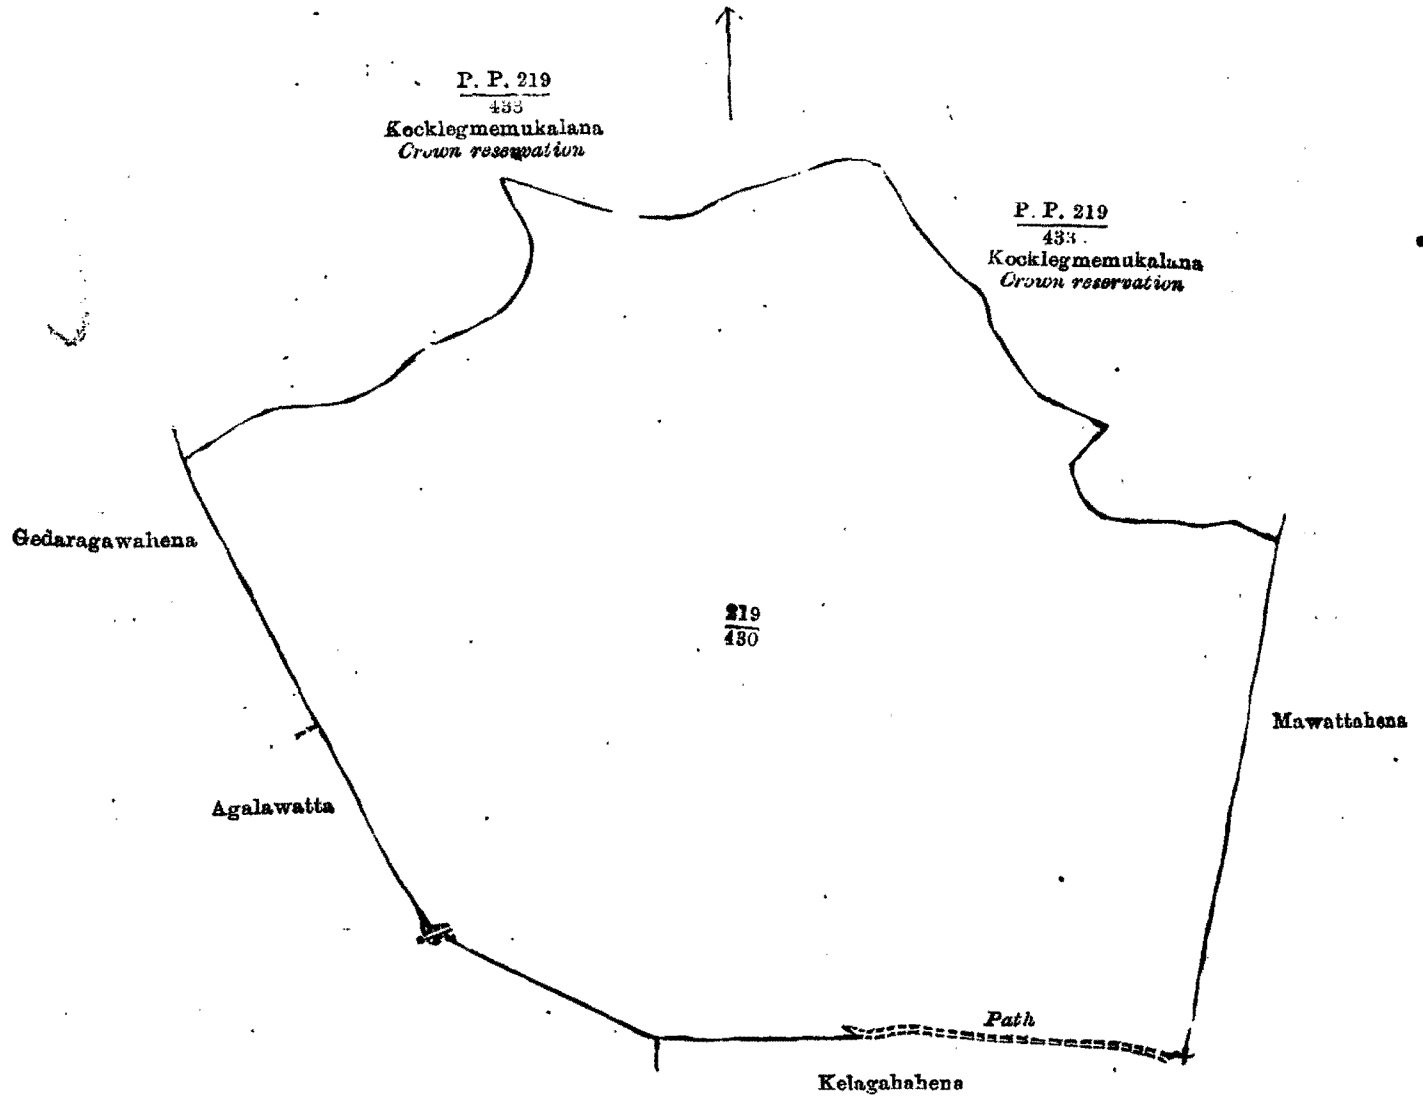 P. P. 219
433
Kocklegmemukalana
Crown reservation
P. P. 219
433
Kocklegmemukalana
Crown reservation
Gedaragawahena
219
430
Mawattahena
Agalawatta
Path
Kelagahahena